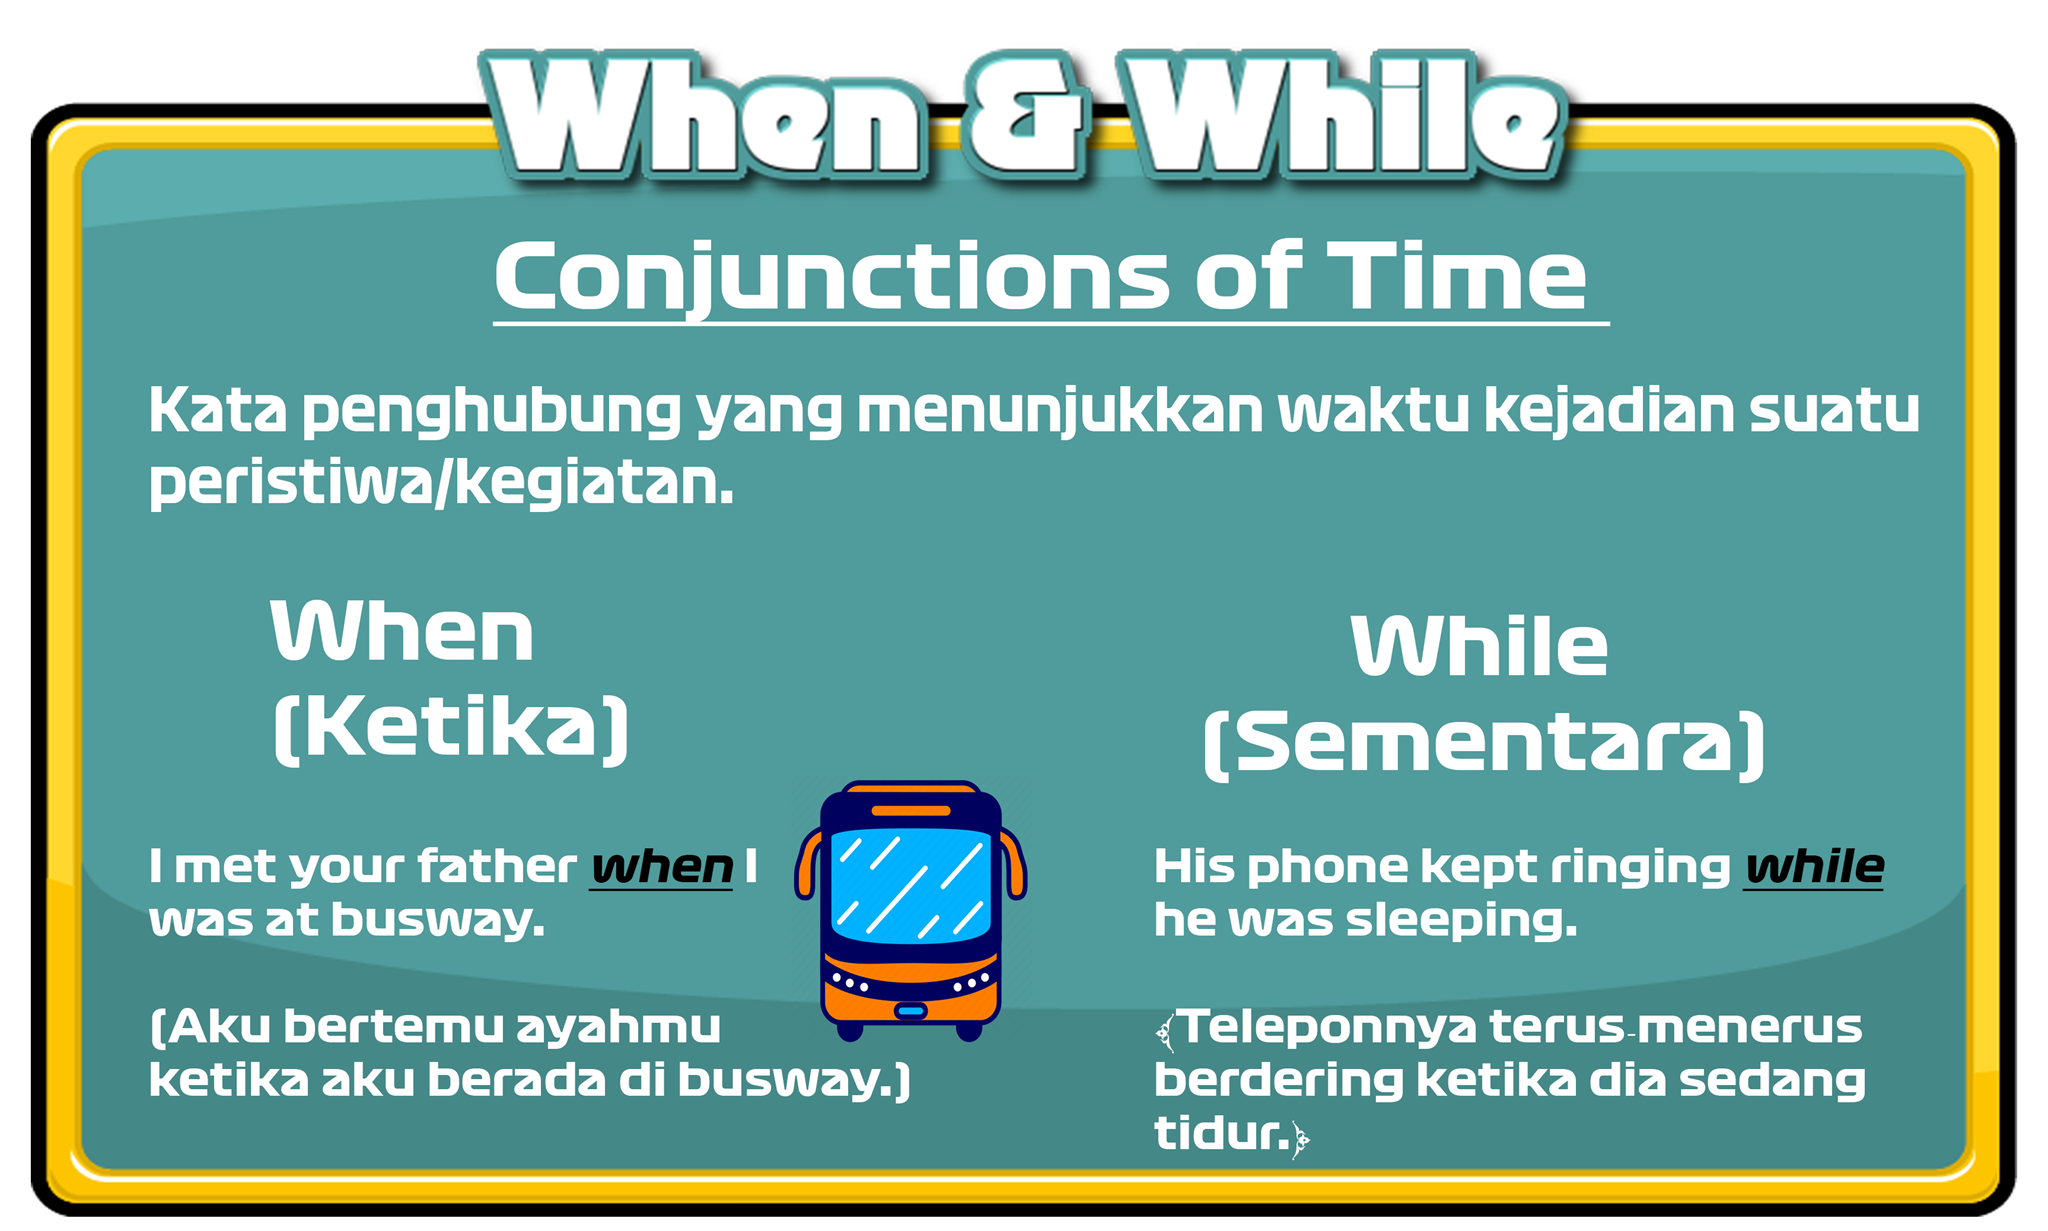 When & While
Conjunctions of Time
Kata penghubung yang menunjukkan waktu kejadian suatu
peristiwa/kegiatan.
When
(Ketika)
I met your father when I
was at busway.
(Aku bertemu ayahmu
ketika aku berada di busway.)
While
(Sementara)
His phone kept ringing while
he was sleeping.
﴾Teleponnya terus-menerus
berdering ketika dia sedang
tidur.﴿